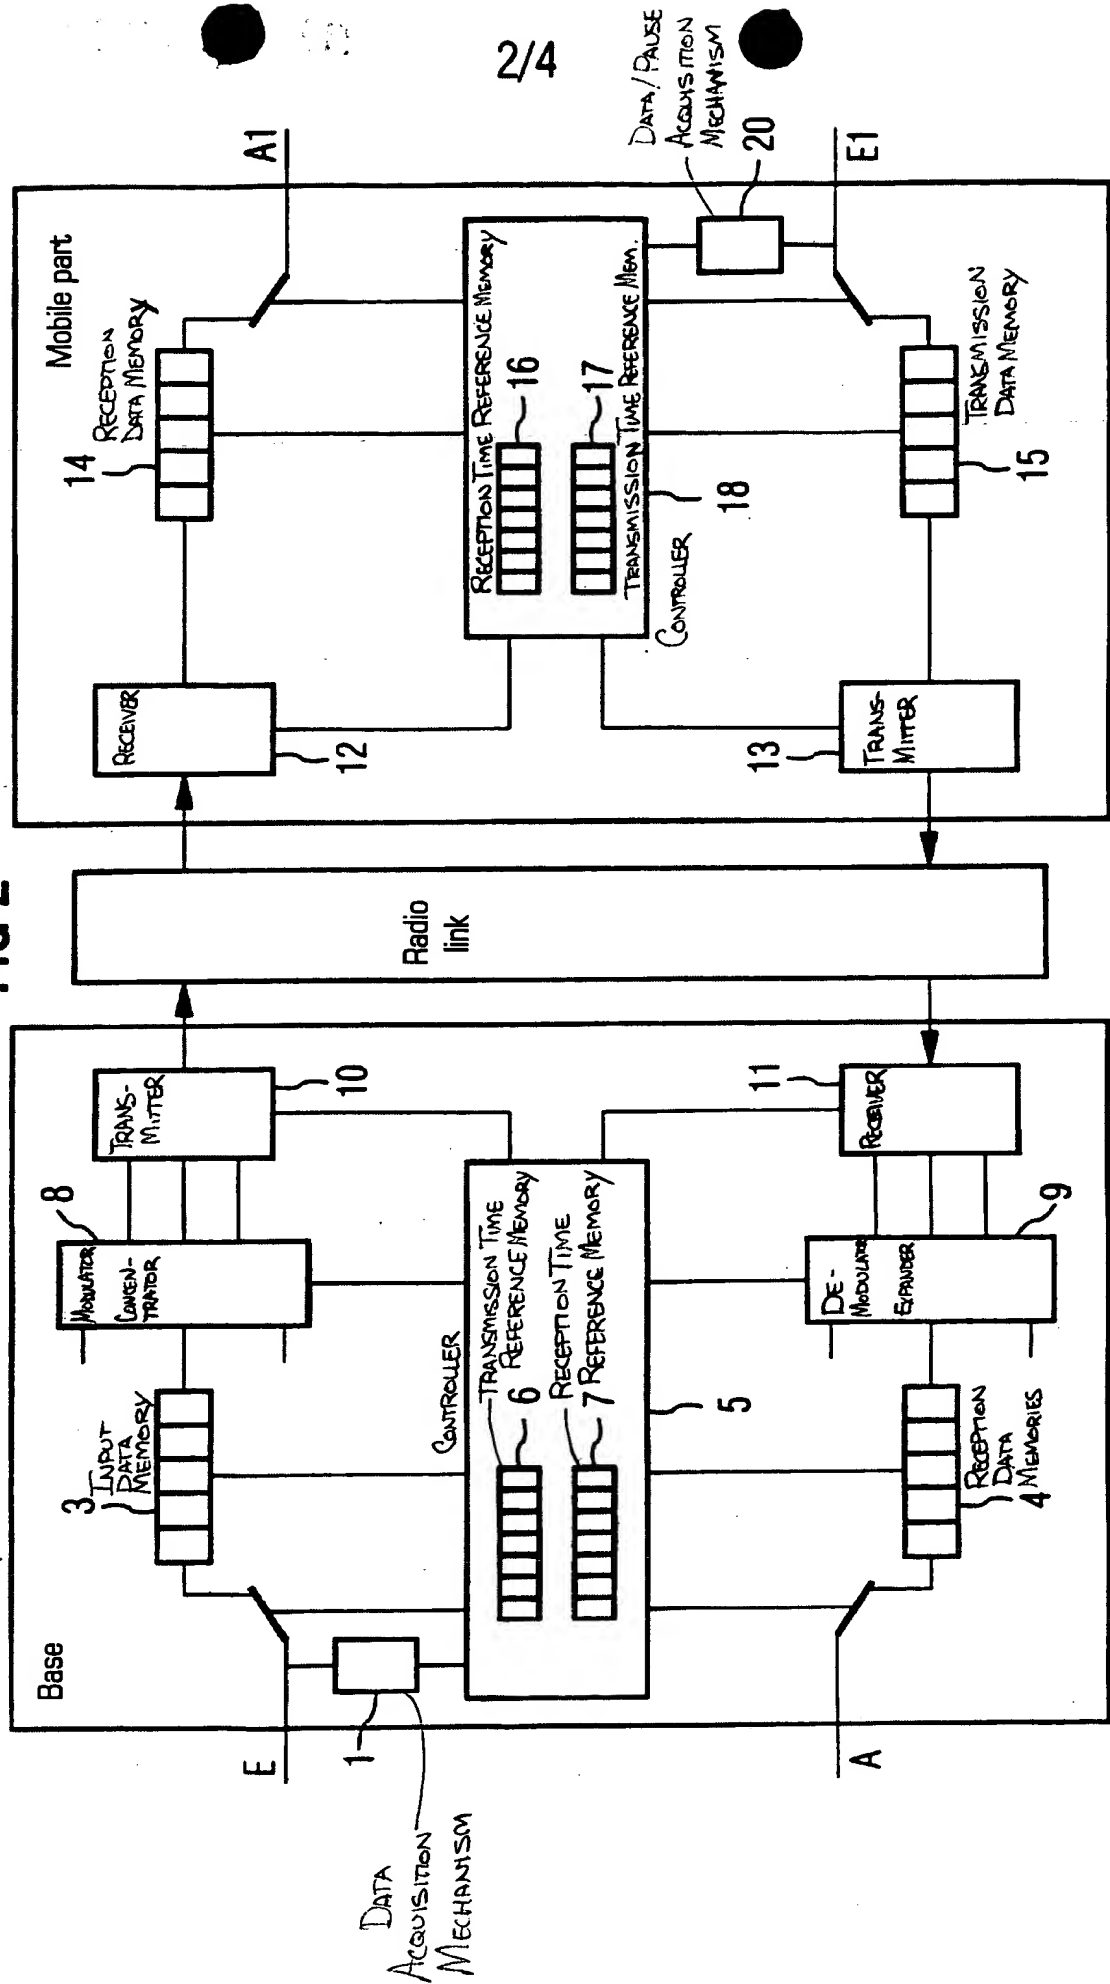 2/4
FIG 2
Base
E
1
DATA
ACQUISITION
MECHANISM
3
INPUT
DATA
MEMORY
8
MODULATOR
CONCEN-
TRATOR
TRANS-
MITTER
10
CONTROLLER
TRANSMISSION TIME
REFERENCE MEMORY
6
RECEPTION TIME
REFERENCE MEMORY
7
5
A
4
RECEPTION
DATA
MEMORIES
DE-
MODULATOR
EXPANDER
9
RECEIVER
11
Radio
link
Mobile part
RECEIVER
12
14
RECEPTION
DATA MEMORY
A1
RECEPTION TIME REFERENCE MEMORY
16
17
TRANSMISSION TIME REFERENCE MEM.
CONTROLLER
18
TRANS-
MITTER
13
15
TRANSMISSION
DATA MEMORY
DATA/PAUSE
ACQUISITION
MECHANISM
20
E1